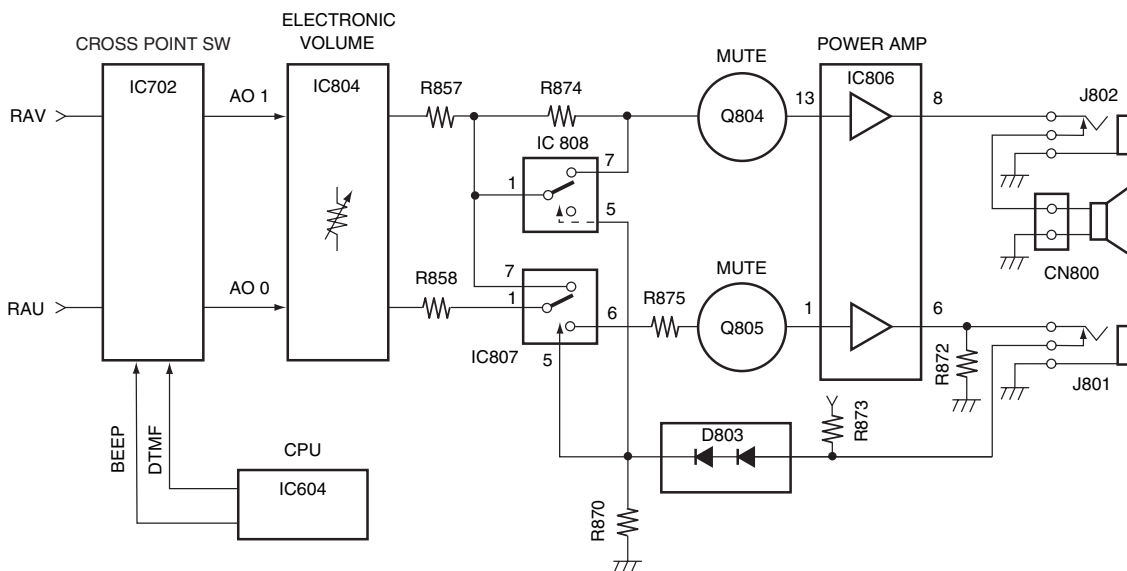 ELECTRONIC
VOLUME
CROSS POINT SW
POWER AMP
MUTE
IC702
AO 1
IC804
R857
R874
13
IC806
8
J802
RAV
Q804
IC 808
7
1
5
CN800
7
R858
1
6
R875
MUTE
RAU
AO 0
1
6
Q805
IC807
5
R872
J801
BEEP
DTMF
CPU
IC604
D803
R873
R870